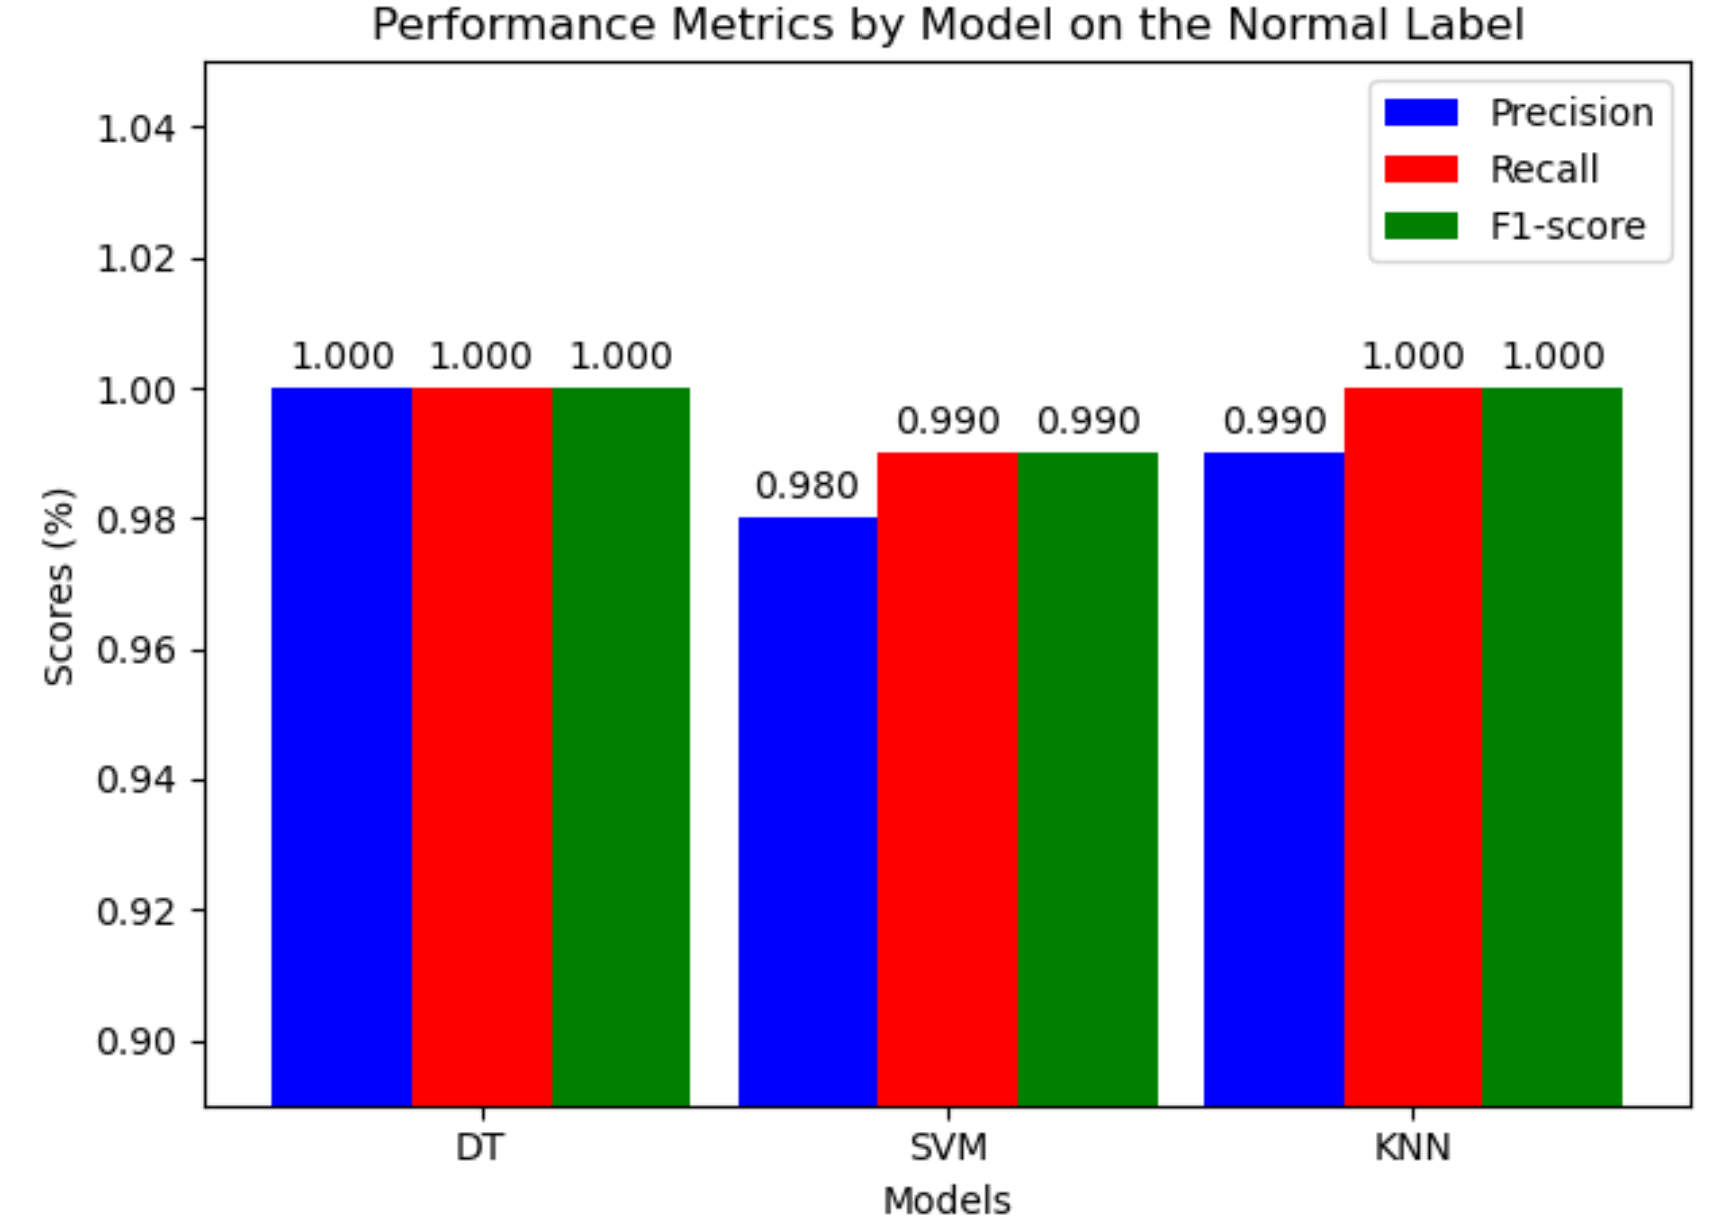 Performance Metrics by Model on the Normal Label
Precision
Recall
F1-score
1.04
1.02
1.00
0.98
0.96
0.94
0.92
0.90
Scores (%)
1.000 1.000 1.000
0.980
0.990 0.990
0.990
1.000 1.000
DT SVM KNN
Models